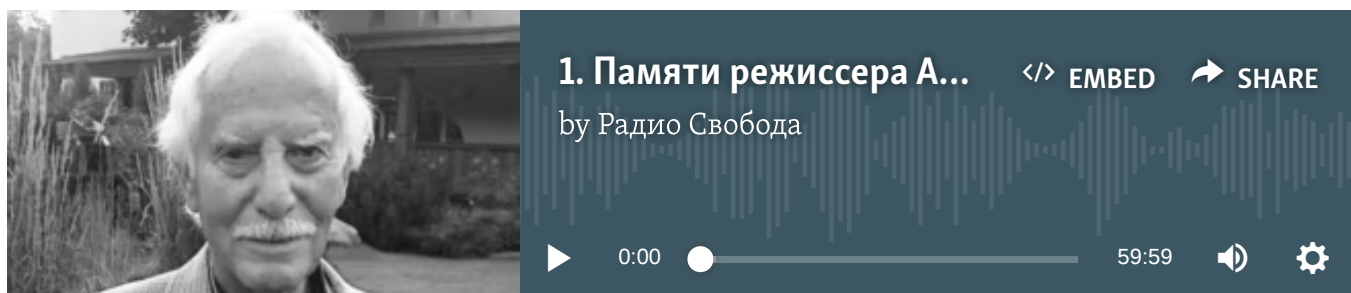 1. Памяти режиссера А...
</> EMBED
SHARE
by Радио Свобода
0:00
59:59